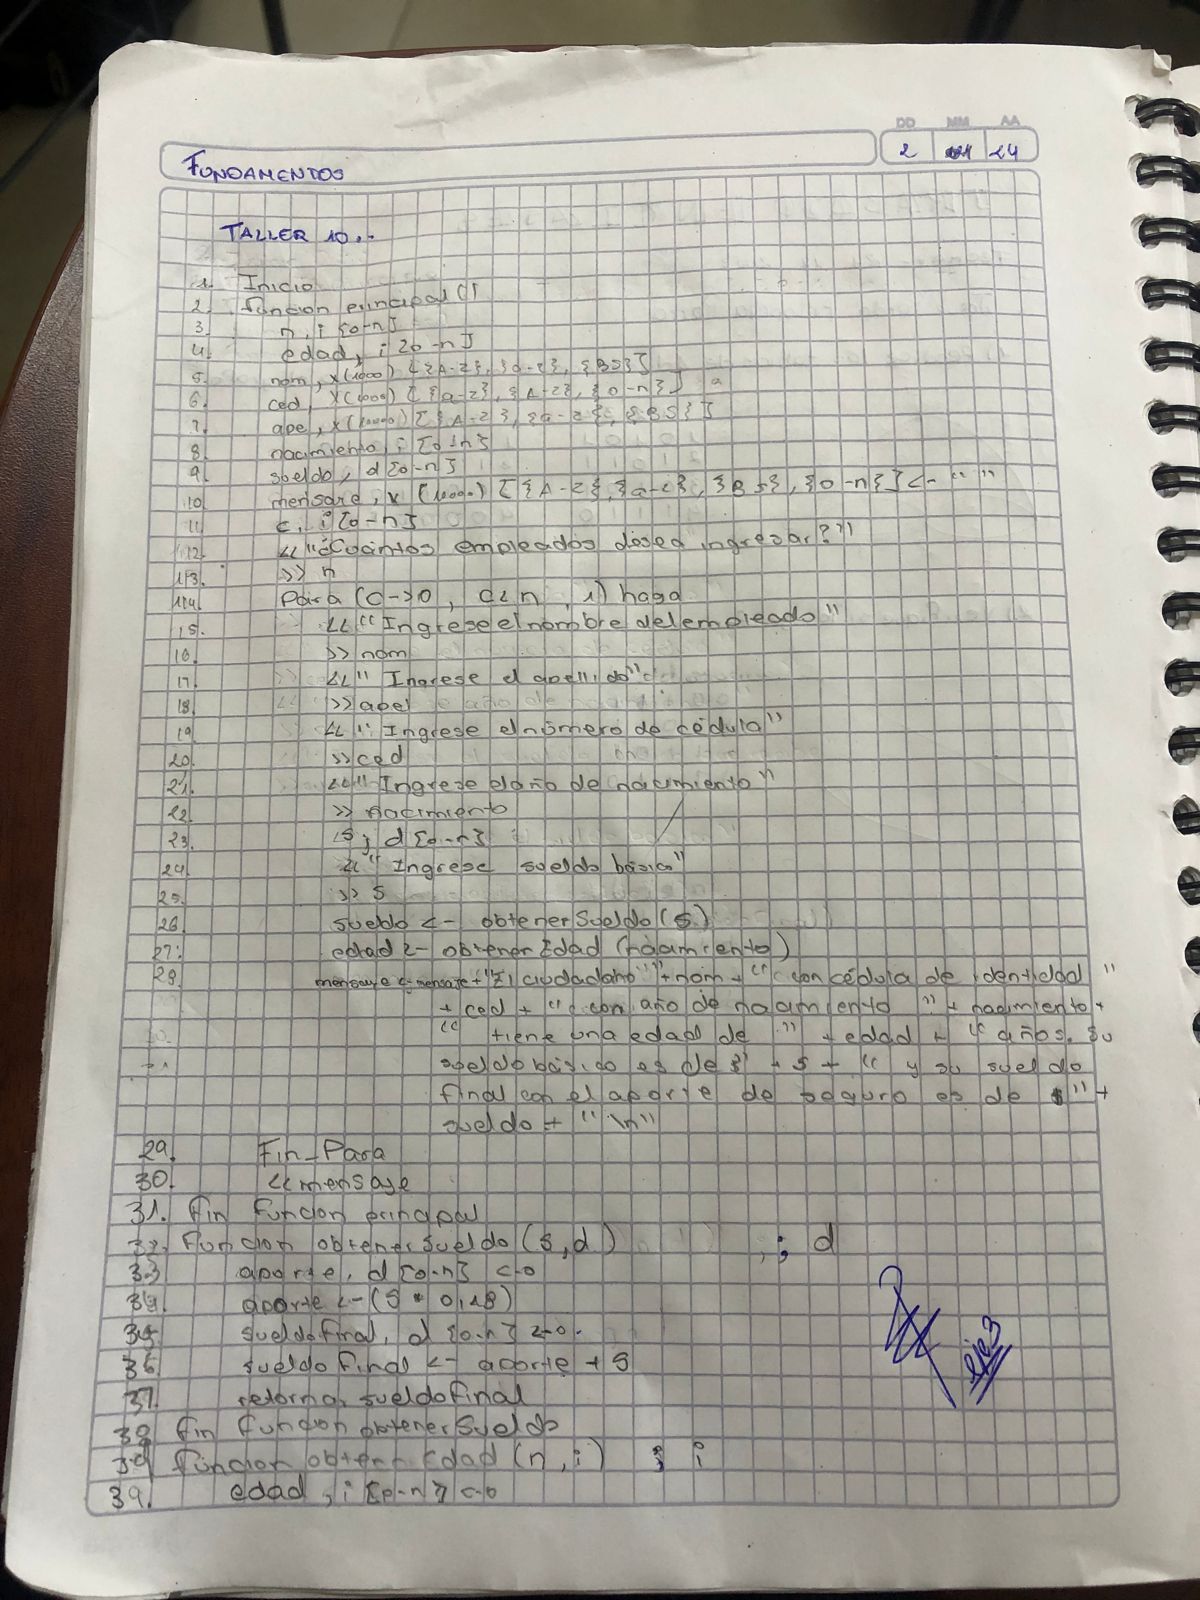 DD MM AA
2 04 24
FUNDAMENTOS
TALLER 10.-
1. Inicio
2. Funcion principal ()
3. n, i [0-n]
4. edad, i [0-n]
5. nom, x(1000) [{A-Z}, {a-z}, {BS}]
6. ced, x(1000) [{a-z}, {A-Z}, {0-n}]
7. ape, x(1000) [{A-Z}, {a-z}, {BS}]
8. nacimiento, i [0-n]
9. sueldo, d [0-n]
10. mensaje, x (1000) [{A-Z}, {a-z}, {BS}, {0-n}] <- " "
11. c, i [0-n]
12. << "¿Cuántos empleados desea ingresar?"
13. >> n
14. Para (c->0, c<n, 1) haga
15. << "Ingrese el nombre del empleado"
16. >> nom
17. << "Ingrese el apellido"
18. >> apel
19. << "Ingrese el número de cédula"
20. >> ced
21. << "Ingrese el año de nacimiento"
22. >> nacimiento
23. s, d [0-n]
24. << "Ingrese sueldo básico"
25. >> s
26. sueldo <- obtenerSueldo(s)
27. edad <- obtenerEdad (nacimiento)
28. mensaje <- mensaje + "El ciudadano" + nom + "con cédula de identidad"
+ ced + ", con año de nacimiento" + nacimiento +
" tiene una edad de " + edad + " años. Su
sueldo básico es de $" + s + " y su sueldo
final con el aporte de seguro es de $" +
sueldo + "\n"
29. Fin-Para
30. << mensaje
31. Fin Funcion principal
32. Funcion obtenerSueldo (s,d) ; d
33 aporte, d [0-n] <-0
34. aporte <- (s * 0,18)
35. sueldofinal, d [0-n] <-0.
36 sueldo final <- aporte + s
37. retornar sueldofinal
38 Fin Funcion obtenerSueldo
39 Funcion obtener Edad (n, i) ; i
39. edad, i [0-n] <-0
eje3